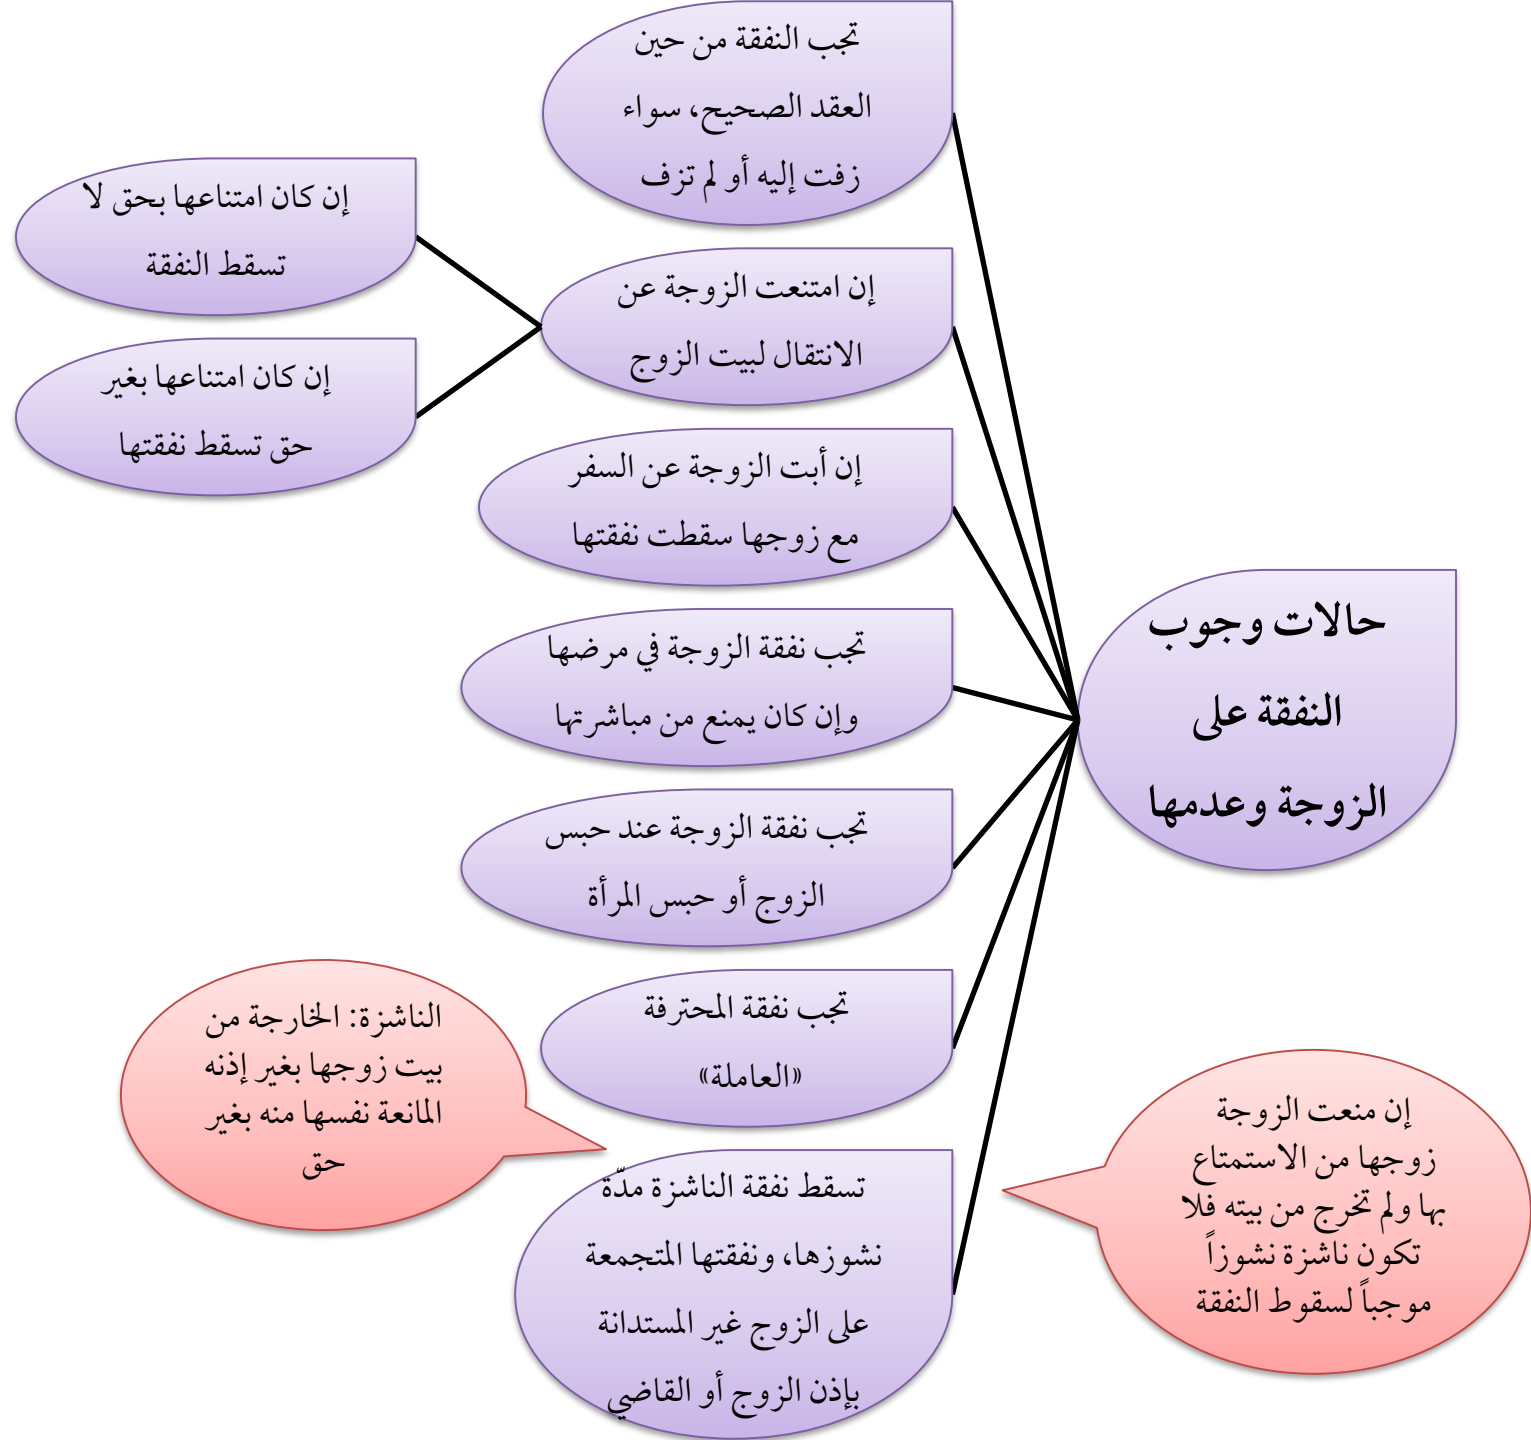 حالات وجوب
النفقة على
الزوجة وعدمها
تجب النفقة من حين
العقد الصحيح، سواء
زفت إليه أو لم تزف
إن امتنعت الزوجة عن
الانتقال لبيت الزوج
إن كان امتناعها بحق لا
تسقط النفقة
إن كان امتناعها بغير
حق تسقط نفقتها
إن أبت الزوجة عن السفر
مع زوجها سقطت نفقتها
تجب نفقة الزوجة في مرضها
وإن كان يمنع من مباشرتها
تجب نفقة الزوجة عند حبس
الزوج أو حبس المرأة
تجب نفقة المحترفة
«العاملة»
تسقط نفقة الناشزة مدّة
نشوزها، ونفقتها المتجمعة
على الزوج غير المستدانة
بإذن الزوج أو القاضي
إن منعت الزوجة
زوجها من الاستمتاع
بها ولم تخرج من بيته فلا
تكون ناشزة نشوزاً
موجباً لسقوط النفقة
الناشزة: الخارجة من
بيت زوجها بغير إذنه
المانعة نفسها منه بغير
حق